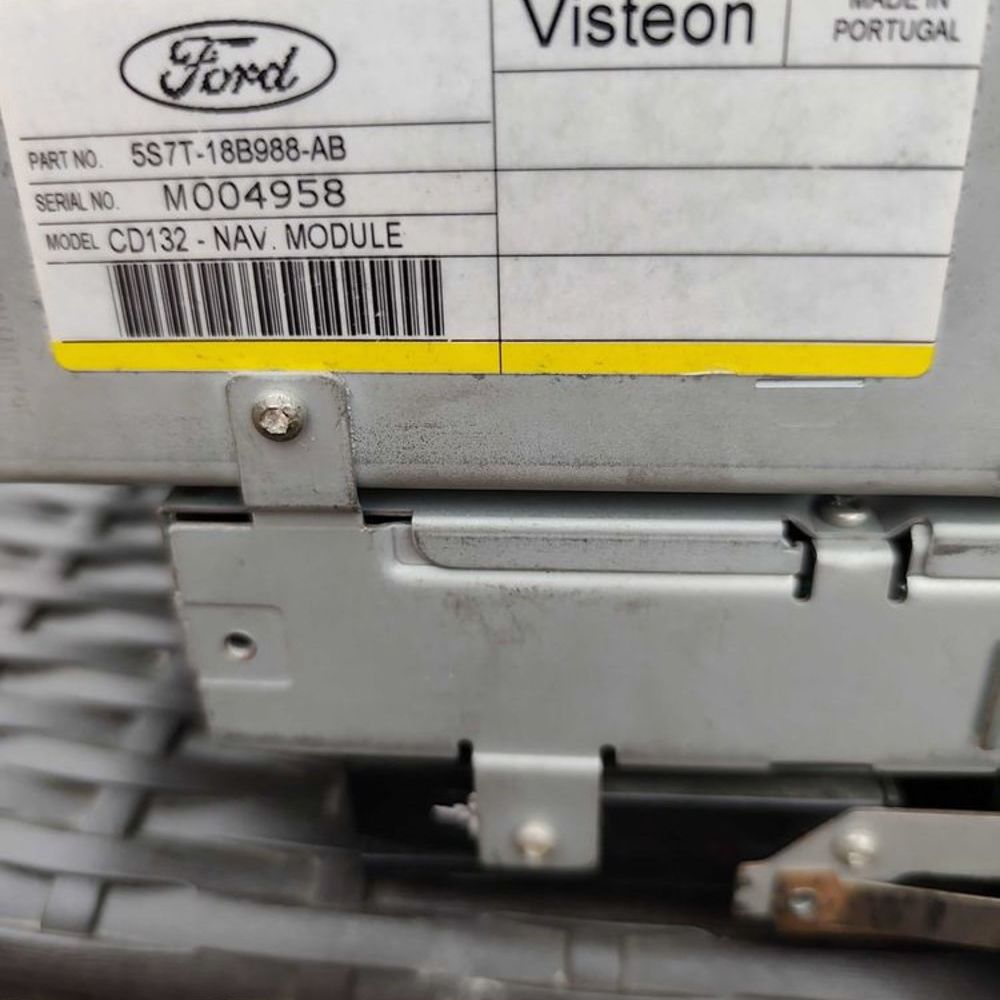 Ford
Visteon
MADE IN
PORTUGAL
PART NO. 5S7T-18B988-AB
SERIAL NO. M004958
MODEL CD132 - NAV. MODULE